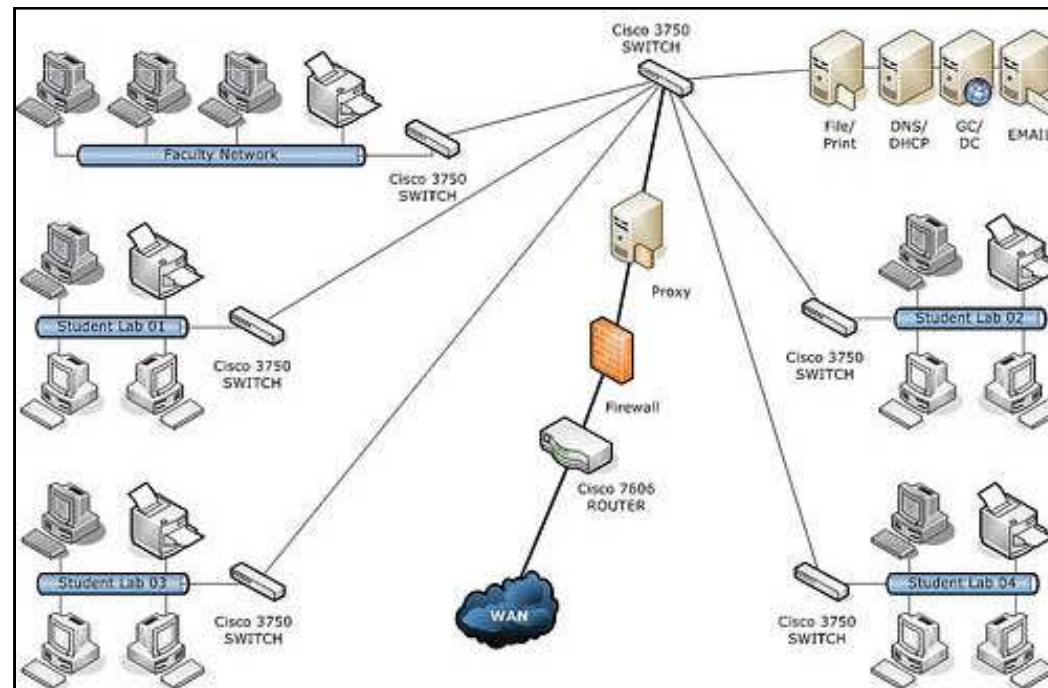 Cisco 3750
SWITCH
File/
Print
DNS/
DHCP
GC/
DC
EMAIL
Faculty Network
Cisco 3750
SWITCH
Proxy
Student Lab 01
Cisco 3750
SWITCH
Student Lab 02
Cisco 3750
SWITCH
Firewall
Cisco 7606
ROUTER
Student Lab 03
Cisco 3750
SWITCH
WAN
Student Lab 04
Cisco 3750
SWITCH